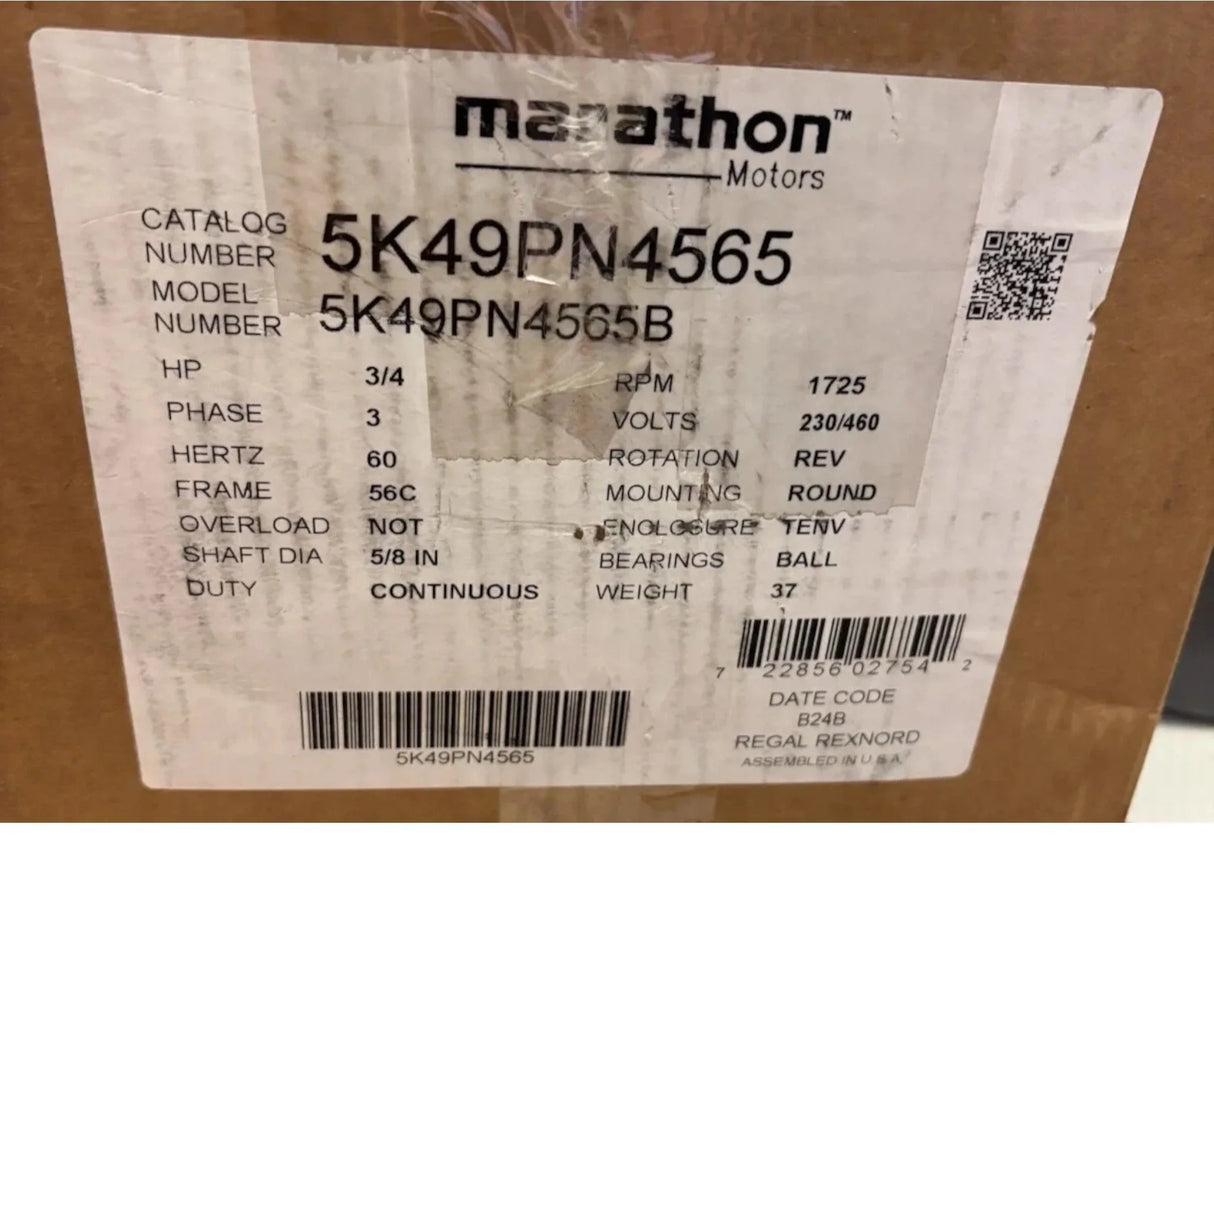 marathon™
Motors
CATALOG NUMBER 5K49PN4565
MODEL NUMBER 5K49PN4565B
HP 3/4 RPM 1725
PHASE 3 VOLTS 230/460
HERTZ 60 ROTATION REV
FRAME 56C MOUNTING ROUND
OVERLOAD NOT ENOLOSURE TENV
SHAFT DIA 5/8 IN BEARINGS BALL
DUTY CONTINUOUS WEIGHT 37
7 22856 02754 2
DATE CODE
B24B
REGAL REXNORD
ASSEMBLED IN U.S.A.
5K49PN4565